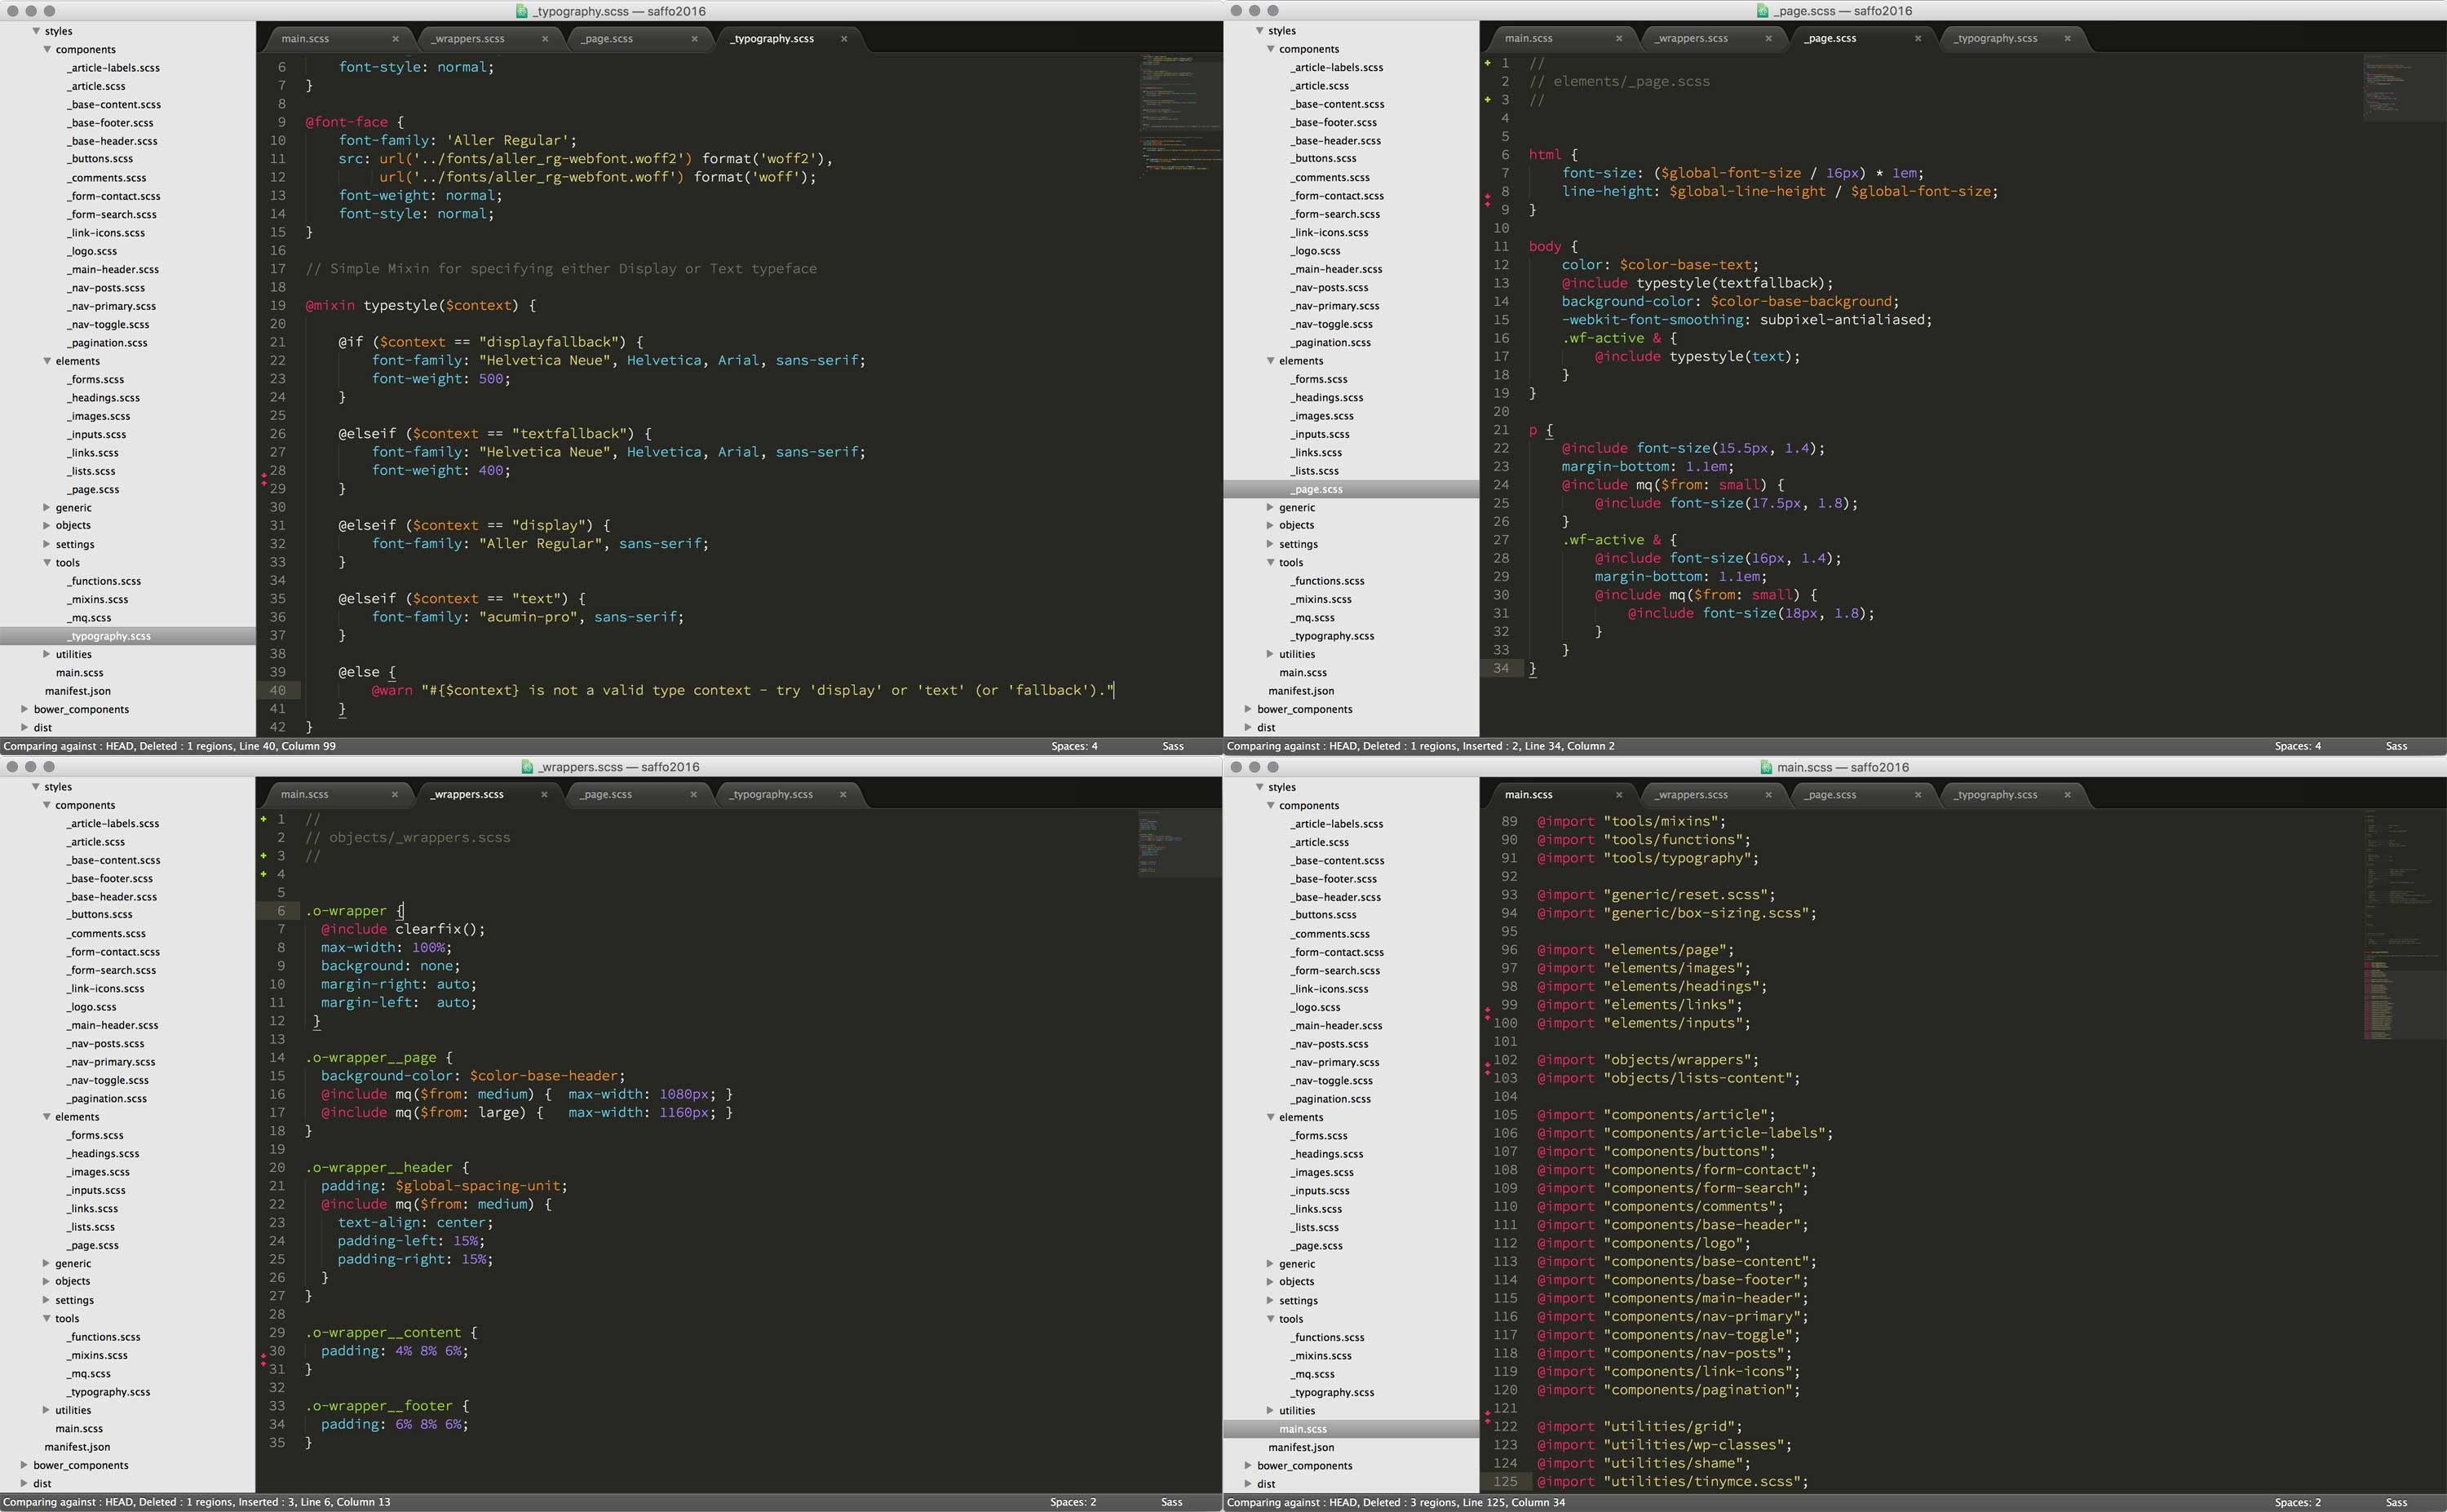 _typography.scss — saffo2016
styles
components
_article-labels.scss
_article.scss
_base-content.scss
_base-footer.scss
_base-header.scss
_buttons.scss
_comments.scss
_form-contact.scss
_form-search.scss
_link-icons.scss
_logo.scss
_main-header.scss
_nav-posts.scss
_nav-primary.scss
_nav-toggle.scss
_pagination.scss
elements
_forms.scss
_headings.scss
_images.scss
_inputs.scss
_links.scss
_lists.scss
_page.scss
generic
objects
settings
tools
_functions.scss
_mixins.scss
_mq.scss
_typography.scss
utilities
main.scss
manifest.json
bower_components
dist
main.scss × _wrappers.scss × _page.scss × _typography.scss ×
6 font-style: normal;
7 }
8
9 @font-face {
10 font-family: 'Aller Regular';
11 src: url('../fonts/aller_rg-webfont.woff2') format('woff2'),
12 url('../fonts/aller_rg-webfont.woff') format('woff');
13 font-weight: normal;
14 font-style: normal;
15 }
16
17 // Simple Mixin for specifying either Display or Text typeface
18
19 @mixin typestyle($context) {
20
21 @if ($context == "displayfallback") {
22 font-family: "Helvetica Neue", Helvetica, Arial, sans-serif;
23 font-weight: 500;
24 }
25
26 @elseif ($context == "textfallback") {
27 font-family: "Helvetica Neue", Helvetica, Arial, sans-serif;
28 font-weight: 400;
29 }
30
31 @elseif ($context == "display") {
32 font-family: "Aller Regular", sans-serif;
33 }
34
35 @elseif ($context == "text") {
36 font-family: "acumin-pro", sans-serif;
37 }
38
39 @else {
40 @warn "#{$context} is not a valid type context - try 'display' or 'text' (or 'fallback')."
41 }
42 }
Comparing against : HEAD, Deleted : 1 regions, Line 40, Column 99 Spaces: 4 Sass
_page.scss — saffo2016
styles
components
_article-labels.scss
_article.scss
_base-content.scss
_base-footer.scss
_base-header.scss
_buttons.scss
_comments.scss
_form-contact.scss
_form-search.scss
_link-icons.scss
_logo.scss
_main-header.scss
_nav-posts.scss
_nav-primary.scss
_nav-toggle.scss
_pagination.scss
elements
_forms.scss
_headings.scss
_images.scss
_inputs.scss
_links.scss
_lists.scss
_page.scss
generic
objects
settings
tools
_functions.scss
_mixins.scss
_mq.scss
_typography.scss
utilities
main.scss
manifest.json
bower_components
dist
main.scss × _wrappers.scss × _page.scss × _typography.scss ×
1 //
2 // elements/_page.scss
3 //
4
5
6 html {
7 font-size: ($global-font-size / 16px) * 1em;
8 line-height: $global-line-height / $global-font-size;
9 }
10
11 body {
12 color: $color-base-text;
13 @include typestyle(textfallback);
14 background-color: $color-base-background;
15 -webkit-font-smoothing: subpixel-antialiased;
16 .wf-active & {
17 @include typestyle(text);
18 }
19 }
20
21 p {
22 @include font-size(15.5px, 1.4);
23 margin-bottom: 1.1em;
24 @include mq($from: small) {
25 @include font-size(17.5px, 1.8);
26 }
27 .wf-active & {
28 @include font-size(16px, 1.4);
29 margin-bottom: 1.1em;
30 @include mq($from: small) {
31 @include font-size(18px, 1.8);
32 }
33 }
34 }
Comparing against : HEAD, Deleted : 1 regions, Inserted : 2, Line 34, Column 2 Spaces: 4 Sass
_wrappers.scss — saffo2016
styles
components
_article-labels.scss
_article.scss
_base-content.scss
_base-footer.scss
_base-header.scss
_buttons.scss
_comments.scss
_form-contact.scss
_form-search.scss
_link-icons.scss
_logo.scss
_main-header.scss
_nav-posts.scss
_nav-primary.scss
_nav-toggle.scss
_pagination.scss
elements
_forms.scss
_headings.scss
_images.scss
_inputs.scss
_links.scss
_lists.scss
_page.scss
generic
objects
settings
tools
_functions.scss
_mixins.scss
_mq.scss
_typography.scss
utilities
main.scss
manifest.json
bower_components
dist
main.scss × _wrappers.scss × _page.scss × _typography.scss ×
1 //
2 // objects/_wrappers.scss
3 //
4
5
6 .o-wrapper {
7 @include clearfix();
8 max-width: 100%;
9 background: none;
10 margin-right: auto;
11 margin-left: auto;
12 }
13
14 .o-wrapper__page {
15 background-color: $color-base-header;
16 @include mq($from: medium) { max-width: 1080px; }
17 @include mq($from: large) { max-width: 1160px; }
18 }
19
20 .o-wrapper__header {
21 padding: $global-spacing-unit;
22 @include mq($from: medium) {
23 text-align: center;
24 padding-left: 15%;
25 padding-right: 15%;
26 }
27 }
28
29 .o-wrapper__content {
30 padding: 4% 8% 6%;
31 }
32
33 .o-wrapper__footer {
34 padding: 6% 8% 6%;
35 }
Comparing against : HEAD, Deleted : 1 regions, Inserted : 3, Line 6, Column 13 Spaces: 2 Sass
main.scss — saffo2016
styles
components
_article-labels.scss
_article.scss
_base-content.scss
_base-footer.scss
_base-header.scss
_buttons.scss
_comments.scss
_form-contact.scss
_form-search.scss
_link-icons.scss
_logo.scss
_main-header.scss
_nav-posts.scss
_nav-primary.scss
_nav-toggle.scss
_pagination.scss
elements
_forms.scss
_headings.scss
_images.scss
_inputs.scss
_links.scss
_lists.scss
_page.scss
generic
objects
settings
tools
_functions.scss
_mixins.scss
_mq.scss
_typography.scss
utilities
main.scss
manifest.json
bower_components
dist
main.scss × _wrappers.scss × _page.scss × _typography.scss ×
89 @import "tools/mixins";
90 @import "tools/functions";
91 @import "tools/typography";
92
93 @import "generic/reset.scss";
94 @import "generic/box-sizing.scss";
95
96 @import "elements/page";
97 @import "elements/images";
98 @import "elements/headings";
99 @import "elements/links";
100 @import "elements/inputs";
101
102 @import "objects/wrappers";
103 @import "objects/lists-content";
104
105 @import "components/article";
106 @import "components/article-labels";
107 @import "components/buttons";
108 @import "components/form-contact";
109 @import "components/form-search";
110 @import "components/comments";
111 @import "components/base-header";
112 @import "components/logo";
113 @import "components/base-content";
114 @import "components/base-footer";
115 @import "components/main-header";
116 @import "components/nav-primary";
117 @import "components/nav-toggle";
118 @import "components/nav-posts";
119 @import "components/link-icons";
120 @import "components/pagination";
121
122 @import "utilities/grid";
123 @import "utilities/wp-classes";
124 @import "utilities/shame";
125 @import "utilities/tinymce.scss";
Comparing against : HEAD, Deleted : 3 regions, Line 125, Column 34 Spaces: 2 Sass